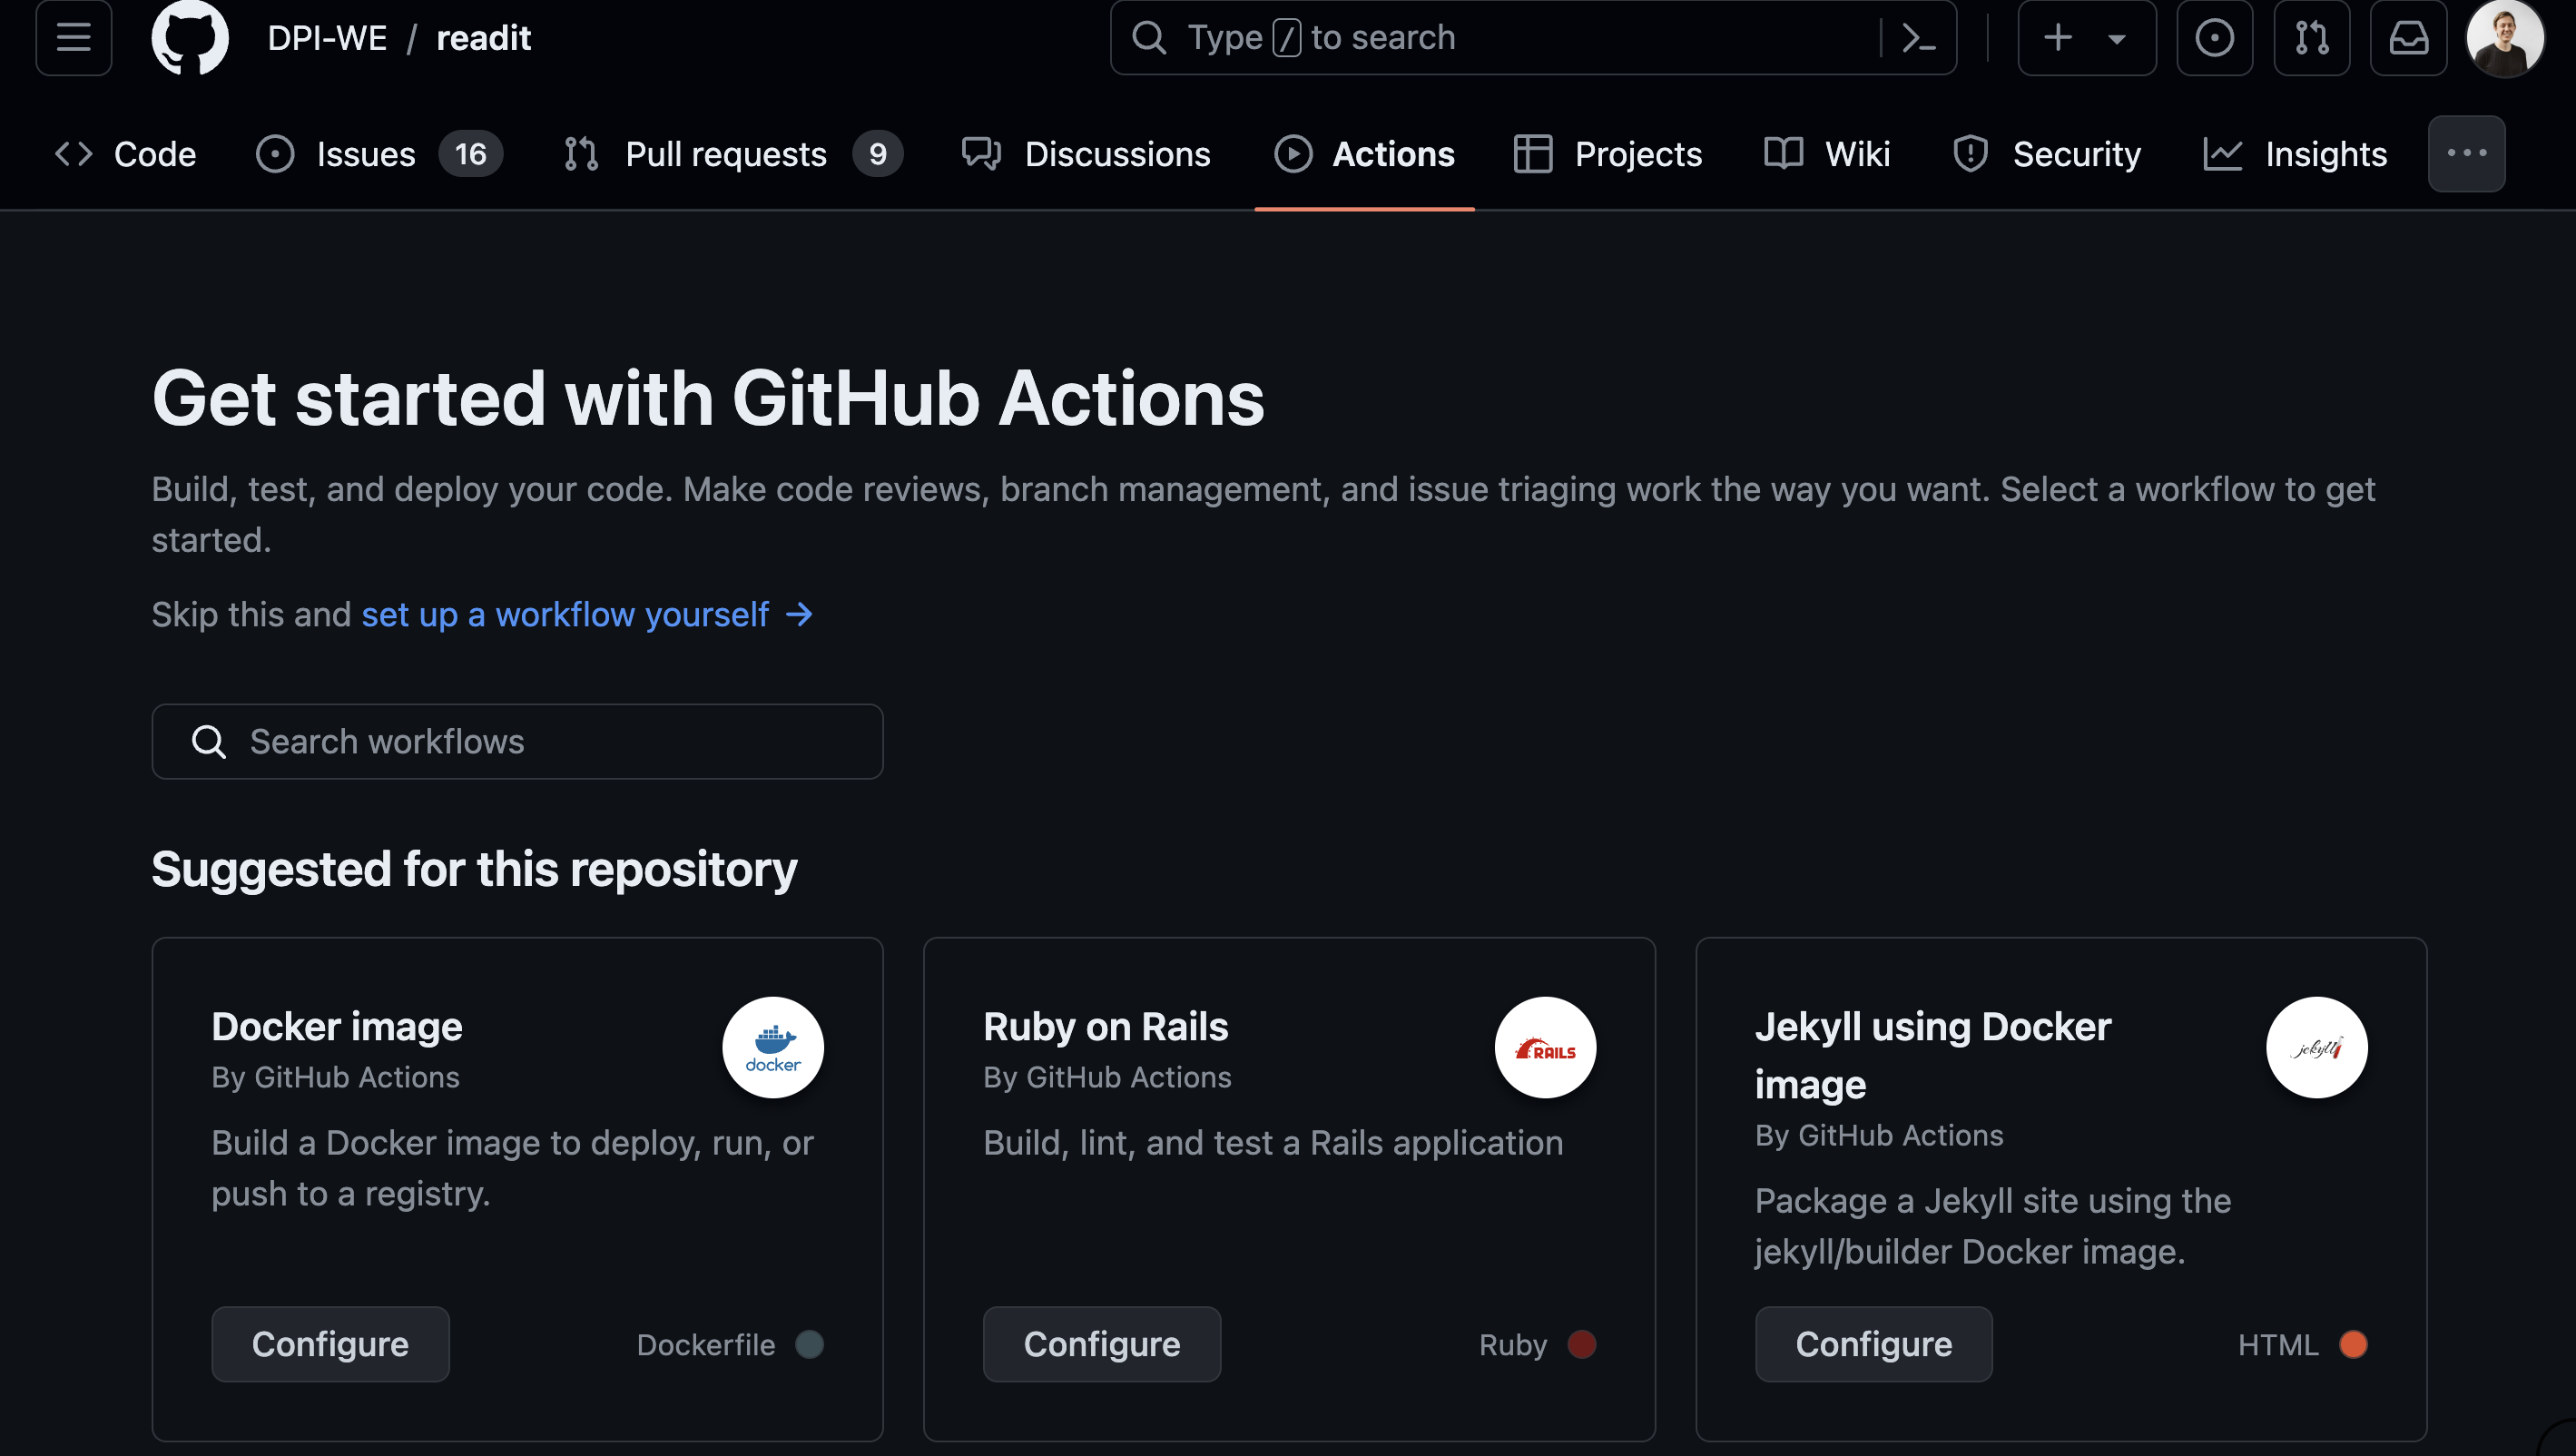 DPI-WE / readit
Type / to search
Code
Issues 16
Pull requests 9
Discussions
Actions
Projects
Wiki
Security
Insights
Get started with GitHub Actions
Build, test, and deploy your code. Make code reviews, branch management, and issue triaging work the way you want. Select a workflow to get
started.
Skip this and set up a workflow yourself →
Search workflows
Suggested for this repository
Docker image
By GitHub Actions
docker
Build a Docker image to deploy, run, or
push to a registry.
Configure
Dockerfile
Ruby on Rails
By GitHub Actions
RAILS
Build, lint, and test a Rails application
Configure
Ruby
Jekyll using Docker
image
By GitHub Actions
jekyll
Package a Jekyll site using the
jekyll/builder Docker image.
Configure
HTML